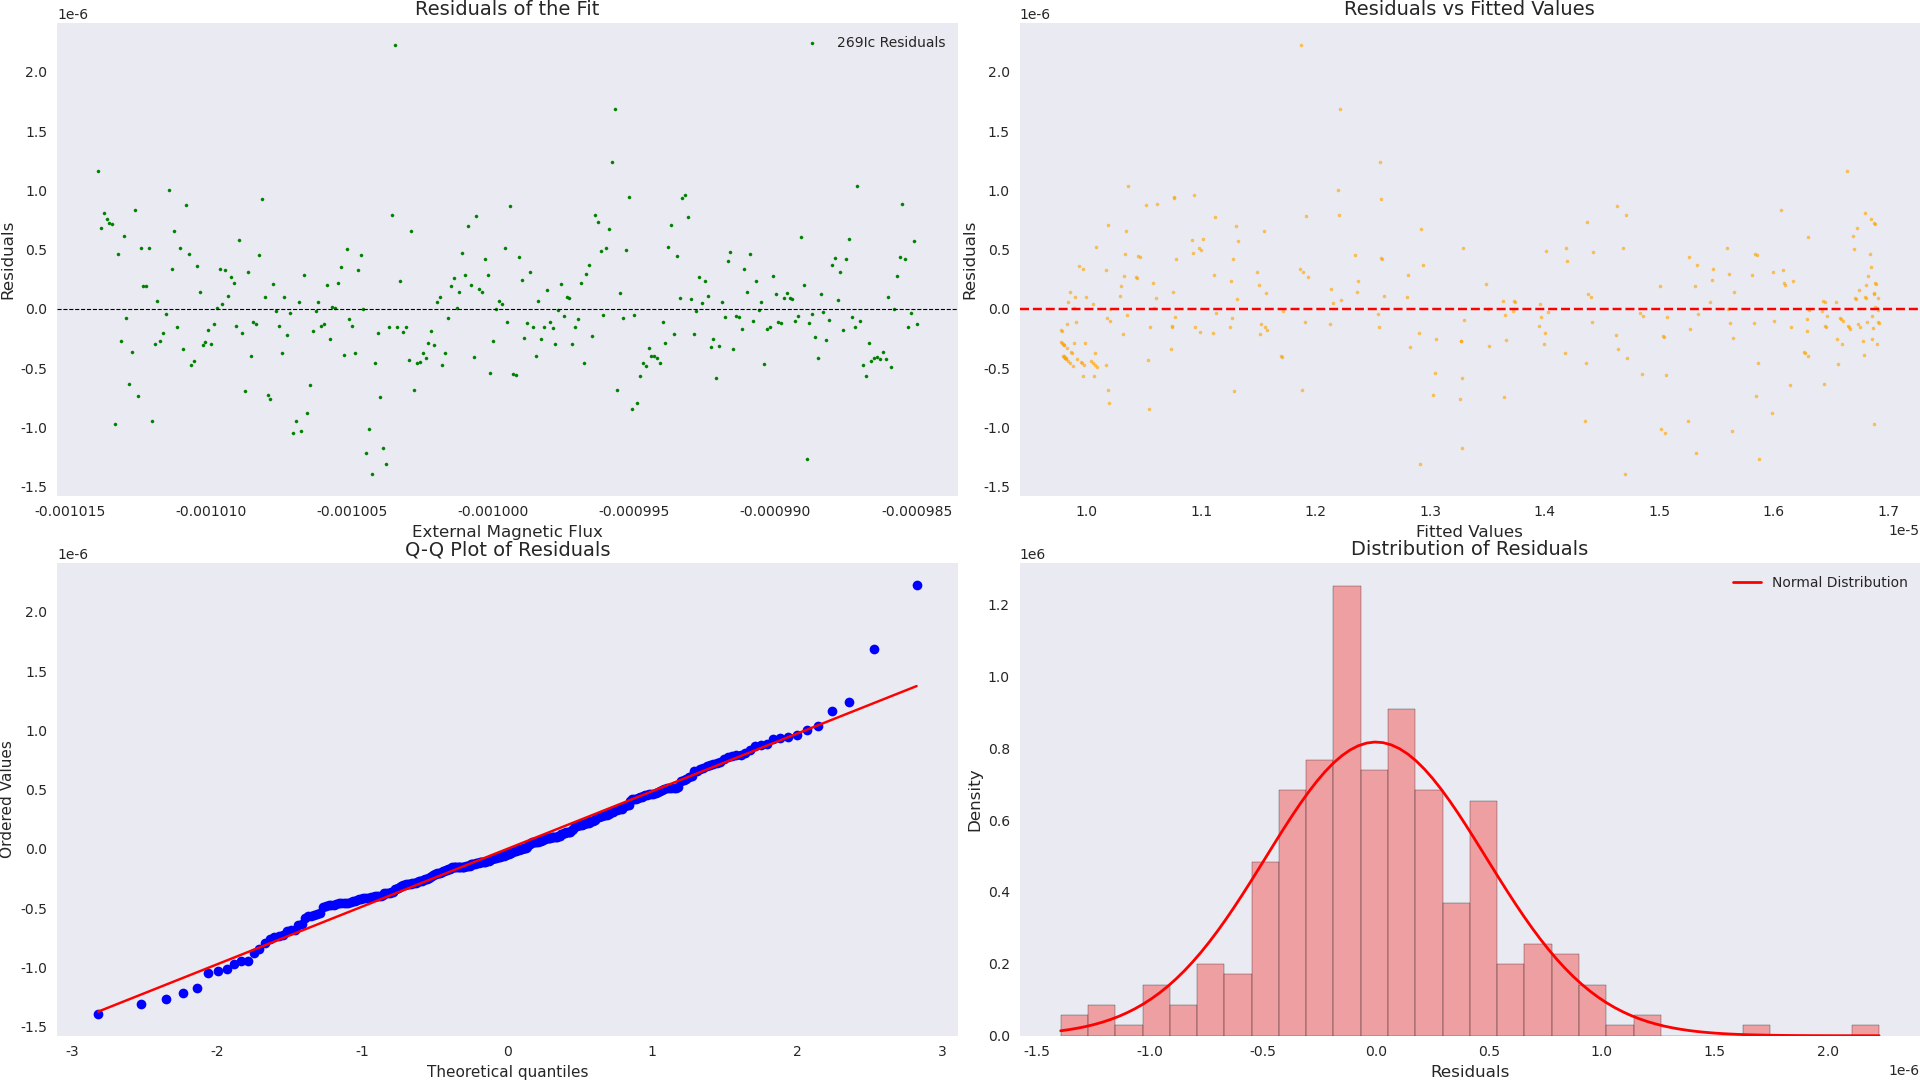 Residuals of the Fit
1e-6
269Ic Residuals
2.0
1.5
1.0
0.5
0.0
-0.5
-1.0
-1.5
Residuals
-0.001015 -0.001010 -0.001005 -0.001000 -0.000995 -0.000990 -0.000985
External Magnetic Flux
Residuals vs Fitted Values
1e-6
2.0
1.5
1.0
0.5
0.0
-0.5
-1.0
-1.5
Residuals
1.0 1.1 1.2 1.3 1.4 1.5 1.6 1.7
1e-5
Fitted Values
Q-Q Plot of Residuals
1e-6
2.0
1.5
1.0
0.5
0.0
-0.5
-1.0
-1.5
Ordered Values
-3 -2 -1 0 1 2 3
Theoretical quantiles
Distribution of Residuals
1e6
Normal Distribution
1.2
1.0
0.8
0.6
0.4
0.2
0.0
Density
-1.5 -1.0 -0.5 0.0 0.5 1.0 1.5 2.0
1e-6
Residuals